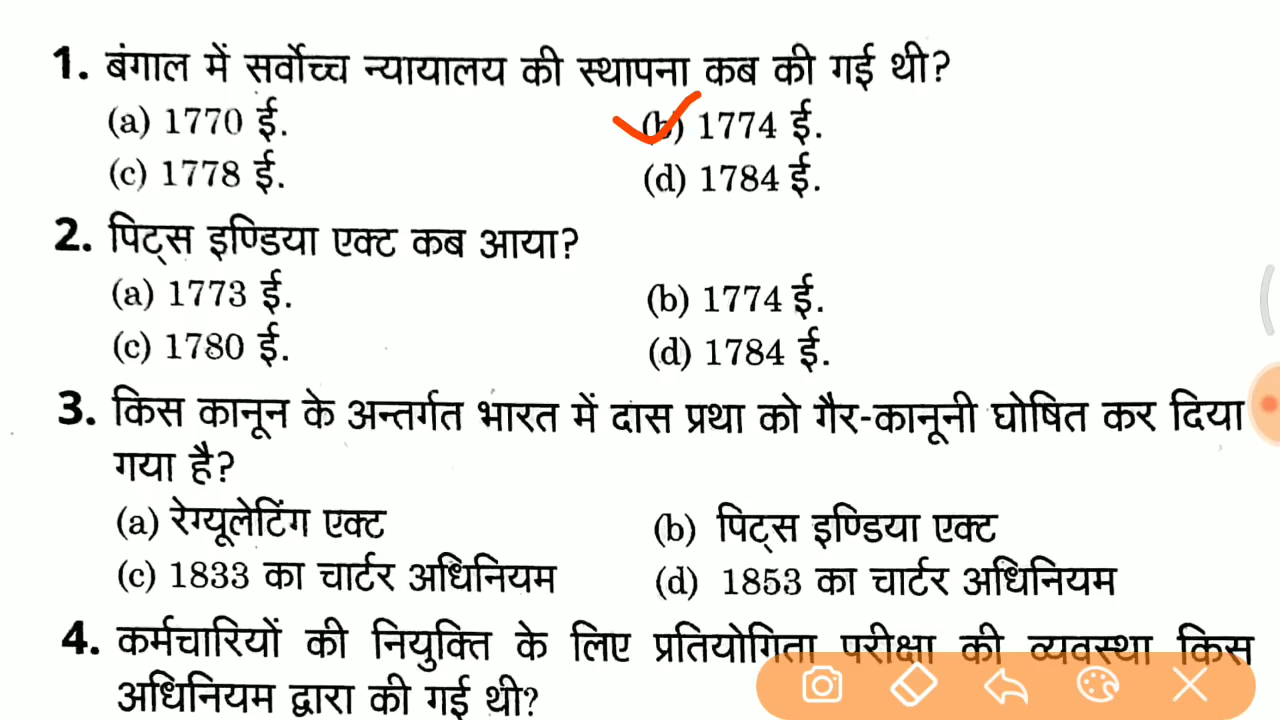 1. बंगाल में सर्वोच्च न्यायालय की स्थापना कब की गई थी?
(a) 1770 ई. (b) 1774 ई.
(c) 1778 ई. (d) 1784 ई.
2. पिट्स इण्डिया एक्ट कब आया?
(a) 1773 ई. (b) 1774 ई.
(c) 1780 ई. (d) 1784 ई.
3. किस कानून के अन्तर्गत भारत में दास प्रथा को गैर-कानूनी घोषित कर दिया
गया है?
(a) रेग्यूलेटिंग एक्ट (b) पिट्स इण्डिया एक्ट
(c) 1833 का चार्टर अधिनियम (d) 1853 का चार्टर अधिनियम
4. कर्मचारियों की नियुक्ति के लिए प्रतियोगिता परीक्षा की व्यवस्था किस
अधिनियम द्वारा की गई थी?